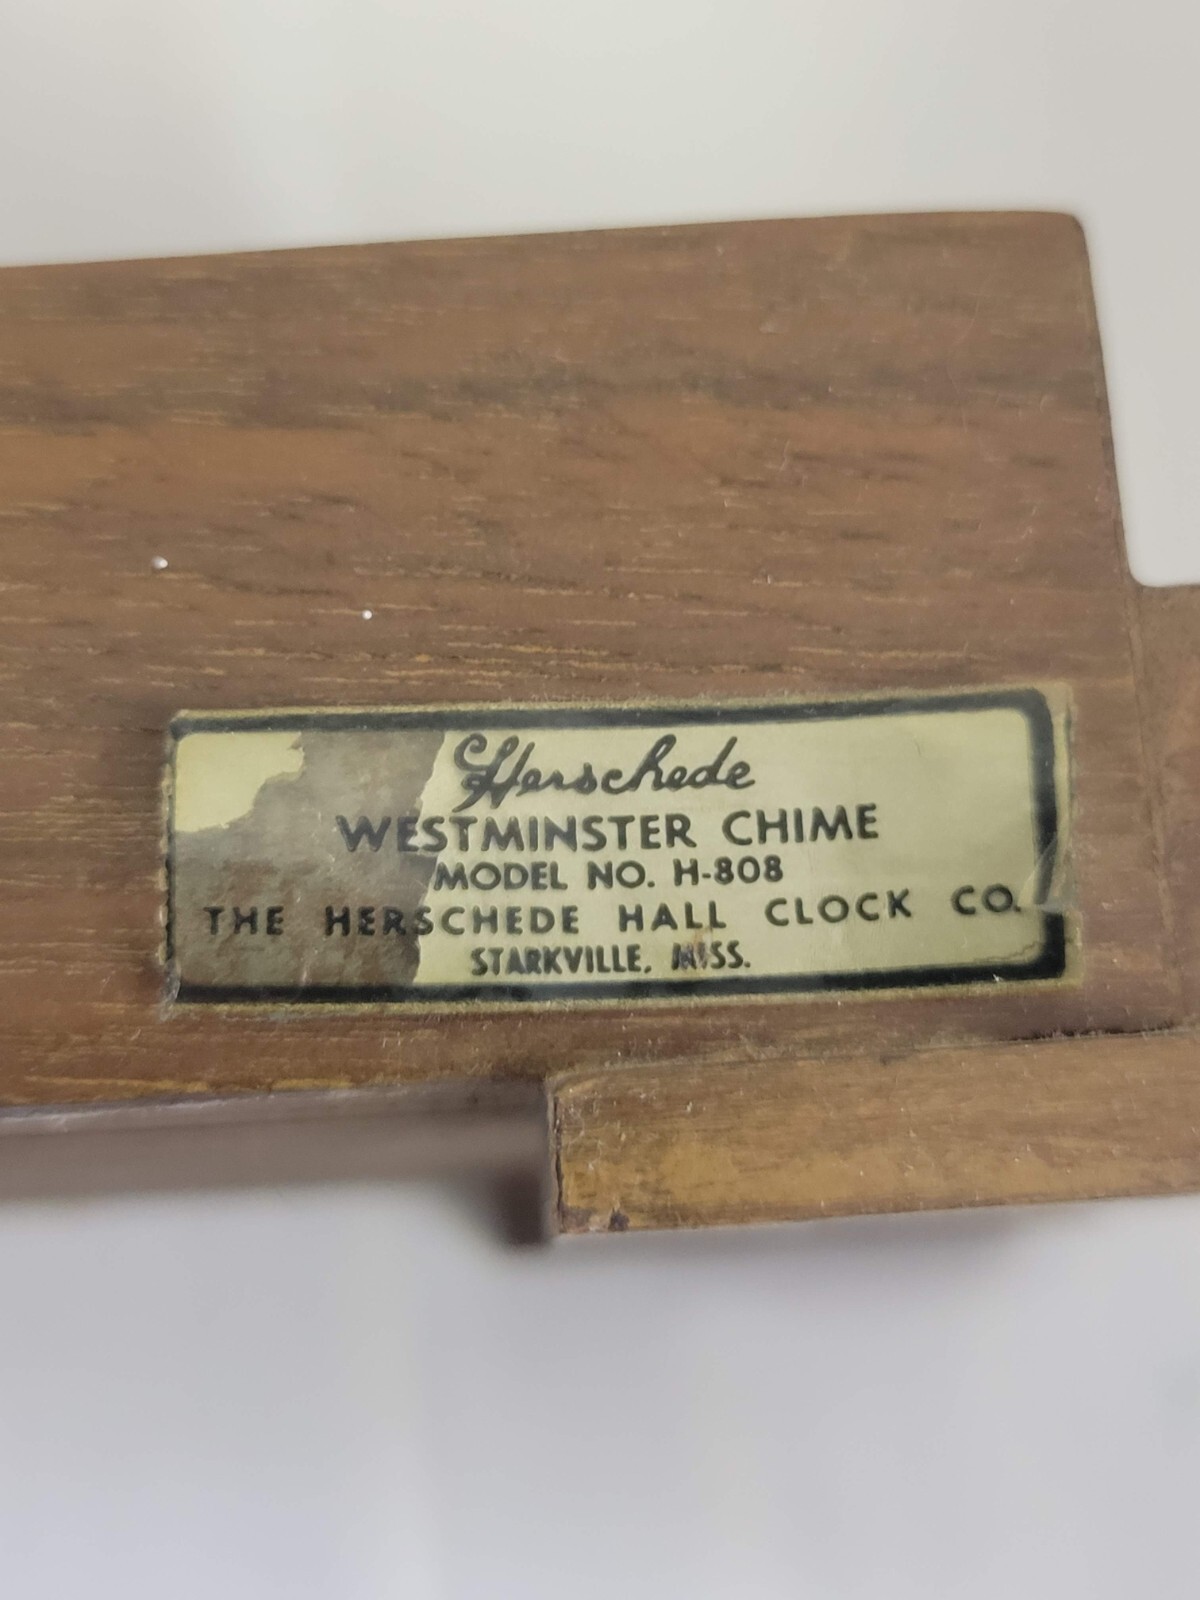 Herschede
WESTMINSTER CHIME
MODEL NO. H-808
THE HERSCHEDE HALL CLOCK CO.
STARKVILLE, MISS.